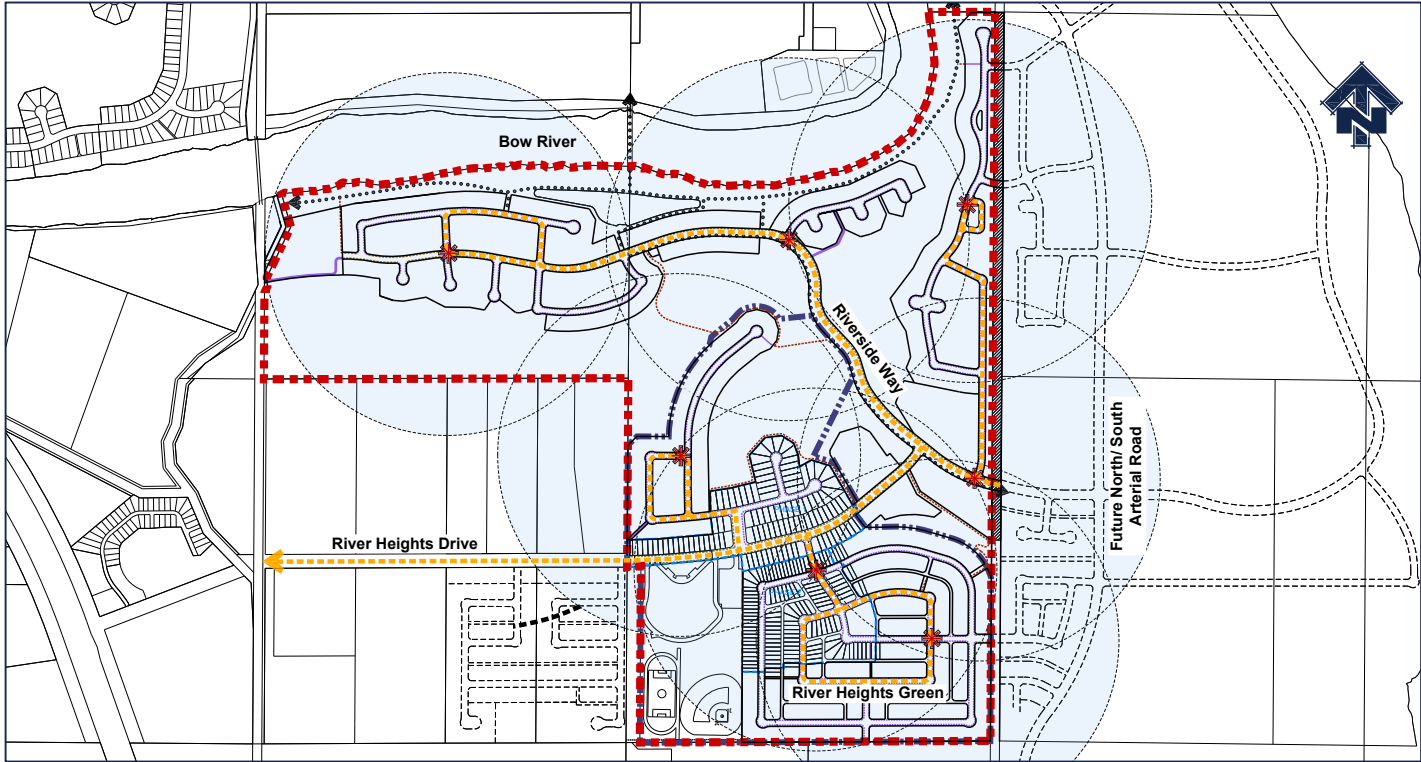 Bow River
Riverside Way
Future North/ South
Arterial Road
River Heights Drive
River Heights Green
N